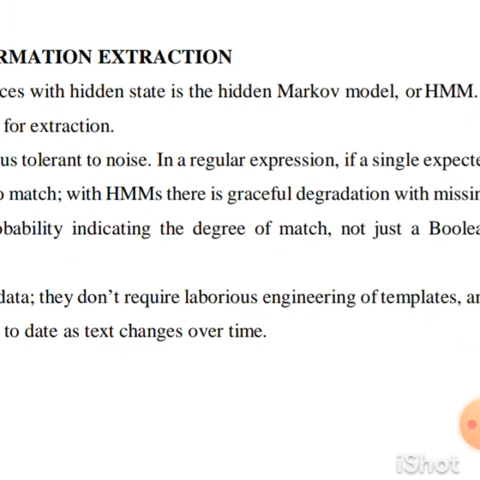 RMATION EXTRACTION
ces with hidden state is the hidden Markov model, or HMM.
for extraction.
us tolerant to noise. In a regular expression, if a single expecte
o match; with HMMs there is graceful degradation with missin
obability indicating the degree of match, not just a Boolea
data; they don't require laborious engineering of templates, an
to date as text changes over time.
iShot